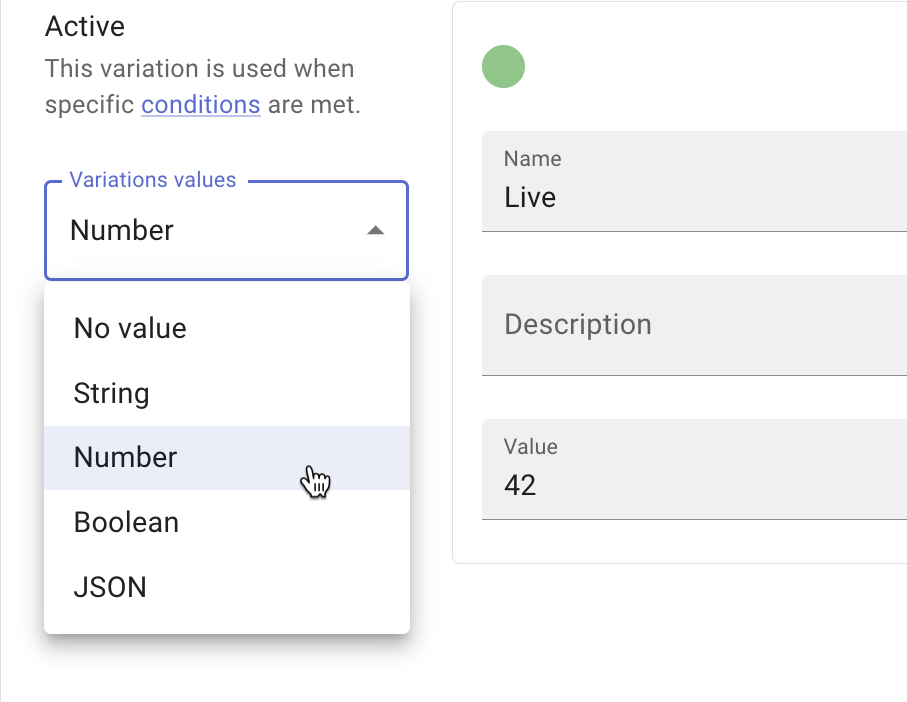 Active
This variation is used when
specific conditions are met.
Variations values
Number
No value
String
Number
Boolean
JSON
Name
Live
Description
Value
42